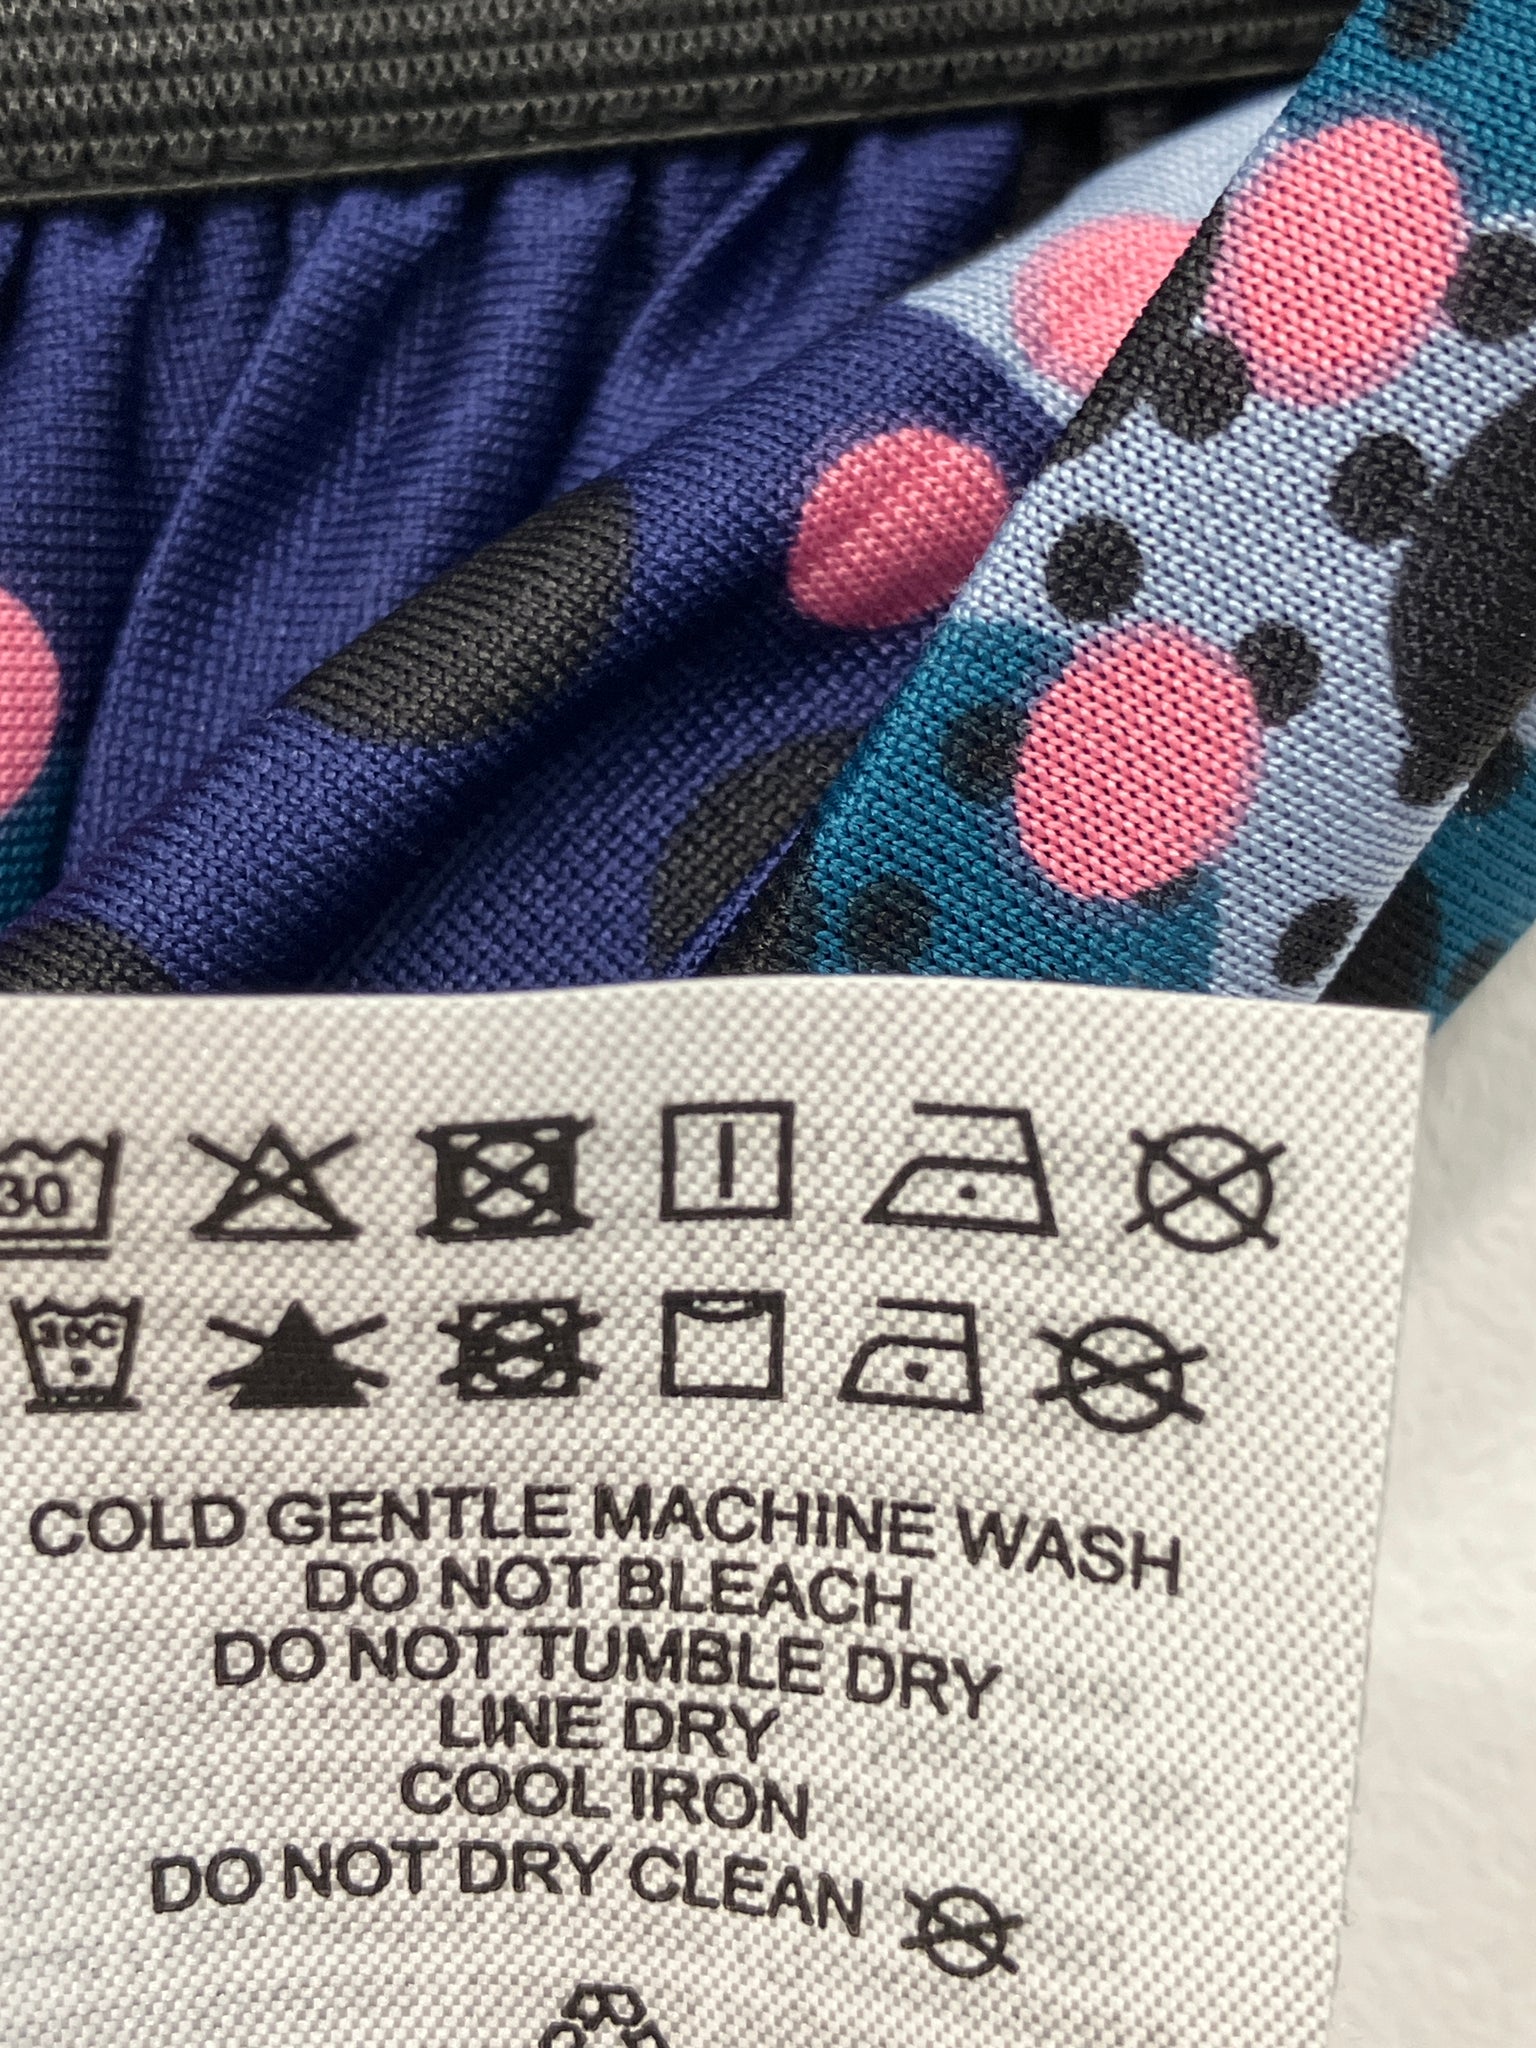 30
30C
COLD GENTLE MACHINE WASH
DO NOT BLEACH
DO NOT TUMBLE DRY
LINE DRY
COOL IRON
DO NOT DRY CLEAN